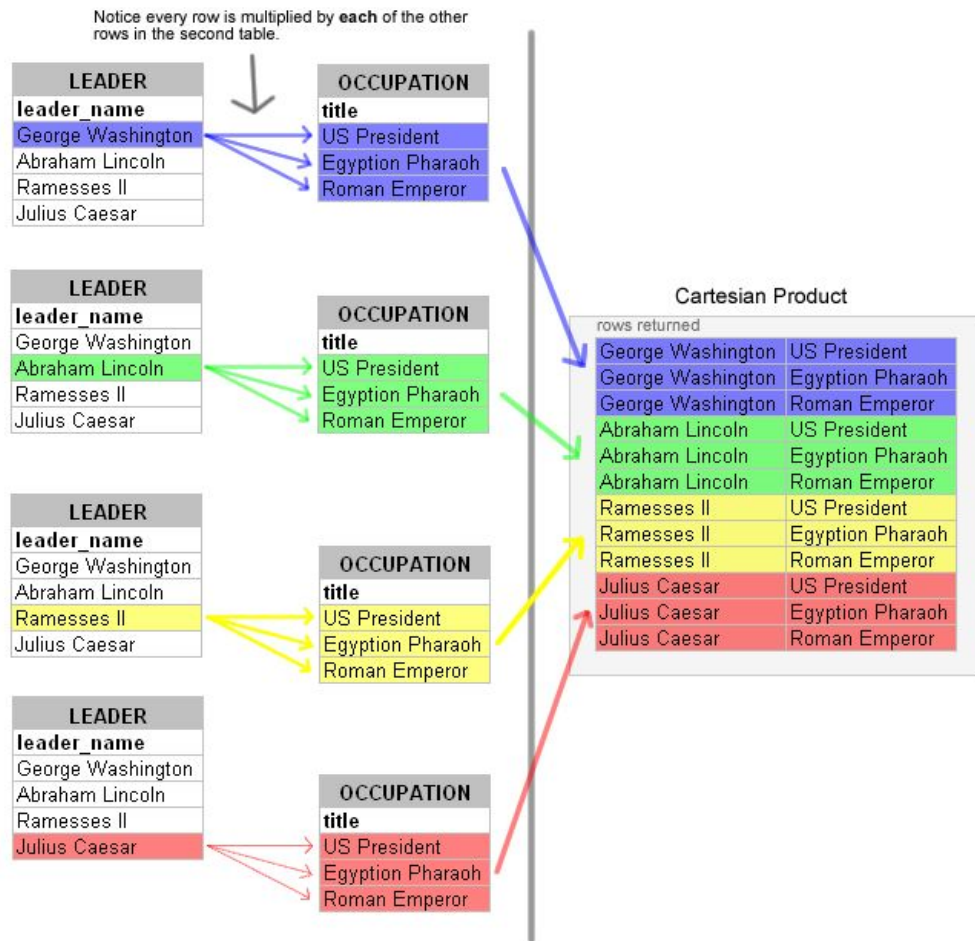 Notice every row is multiplied by each of the other
rows in the second table.
LEADER
leader_name
George Washington
Abraham Lincoln
Ramesses II
Julius Caesar
OCCUPATION
title
US President
Egyption Pharaoh
Roman Emperor
LEADER
leader_name
George Washington
Abraham Lincoln
Ramesses II
Julius Caesar
OCCUPATION
title
US President
Egyption Pharaoh
Roman Emperor
LEADER
leader_name
George Washington
Abraham Lincoln
Ramesses II
Julius Caesar
OCCUPATION
title
US President
Egyption Pharaoh
Roman Emperor
LEADER
leader_name
George Washington
Abraham Lincoln
Ramesses II
Julius Caesar
OCCUPATION
title
US President
Egyption Pharaoh
Roman Emperor
Cartesian Product
rows returned
George Washington US President
George Washington Egyption Pharaoh
George Washington Roman Emperor
Abraham Lincoln US President
Abraham Lincoln Egyption Pharaoh
Abraham Lincoln Roman Emperor
Ramesses II US President
Ramesses II Egyption Pharaoh
Ramesses II Roman Emperor
Julius Caesar US President
Julius Caesar Egyption Pharaoh
Julius Caesar Roman Emperor